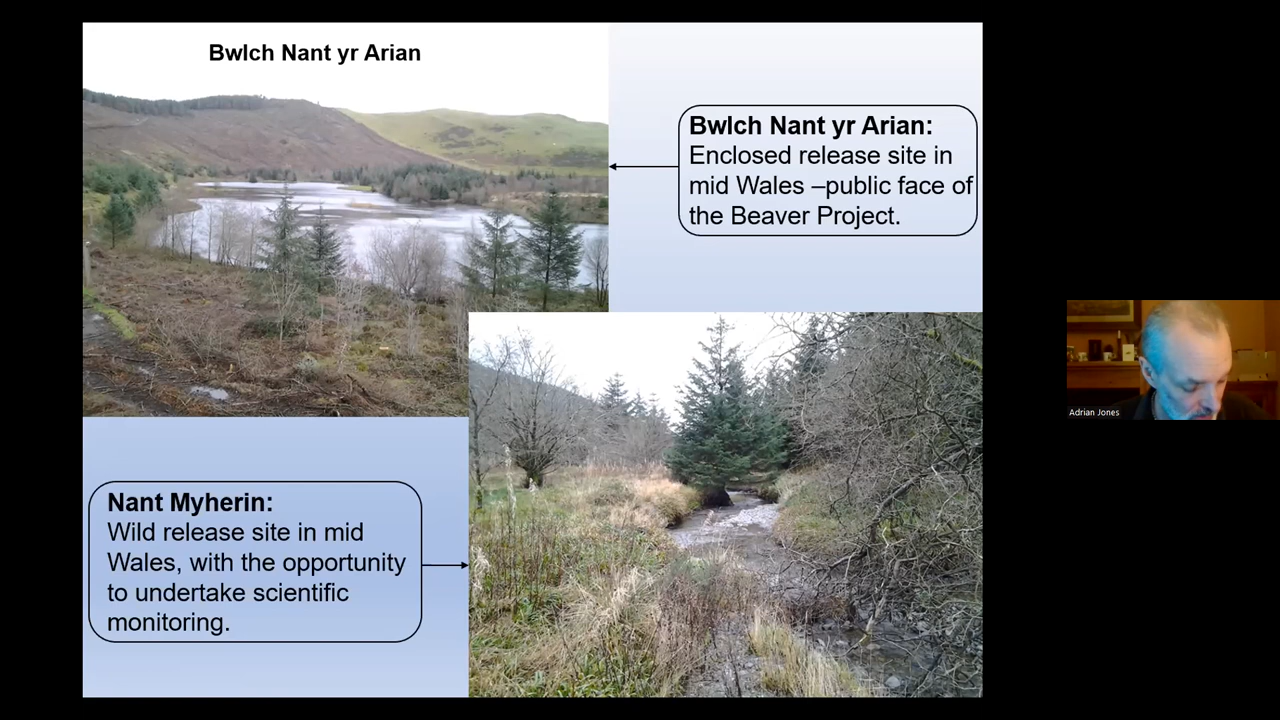 Bwlch Nant yr Arian
Bwlch Nant yr Arian:
Enclosed release site in
mid Wales –public face of
the Beaver Project.
Nant Myherin:
Wild release site in mid
Wales, with the opportunity
to undertake scientific
monitoring.
Adrian Jones